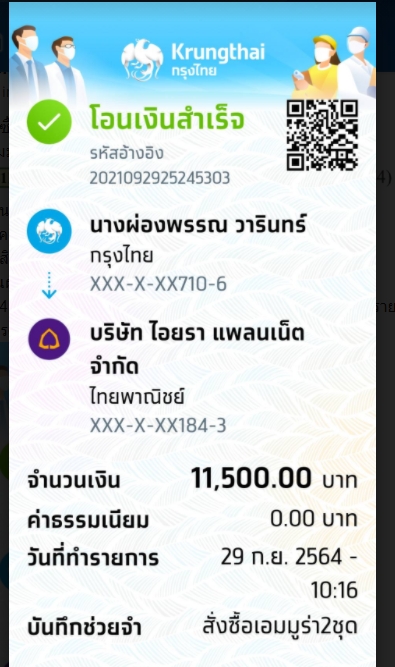 Krungthai
กรุงไทย
โอนเงินสำเร็จ
รหัสอ้างอิง
2021092925245303
นางผ่องพรรณ วารินทร์
กรุงไทย
XXX-X-XX710-6
บริษัท ไอยรา แพลนเน็ต
จำกัด
ไทยพาณิชย์
XXX-X-XX184-3
จำนวนเงิน 11,500.00 บาท
ค่าธรรมเนียม 0.00 บาท
วันที่ทำรายการ 29 ก.ย. 2564 -
10:16
บันทึกช่วยจำ สั่งซื้อเอมมูร่า2ชุด